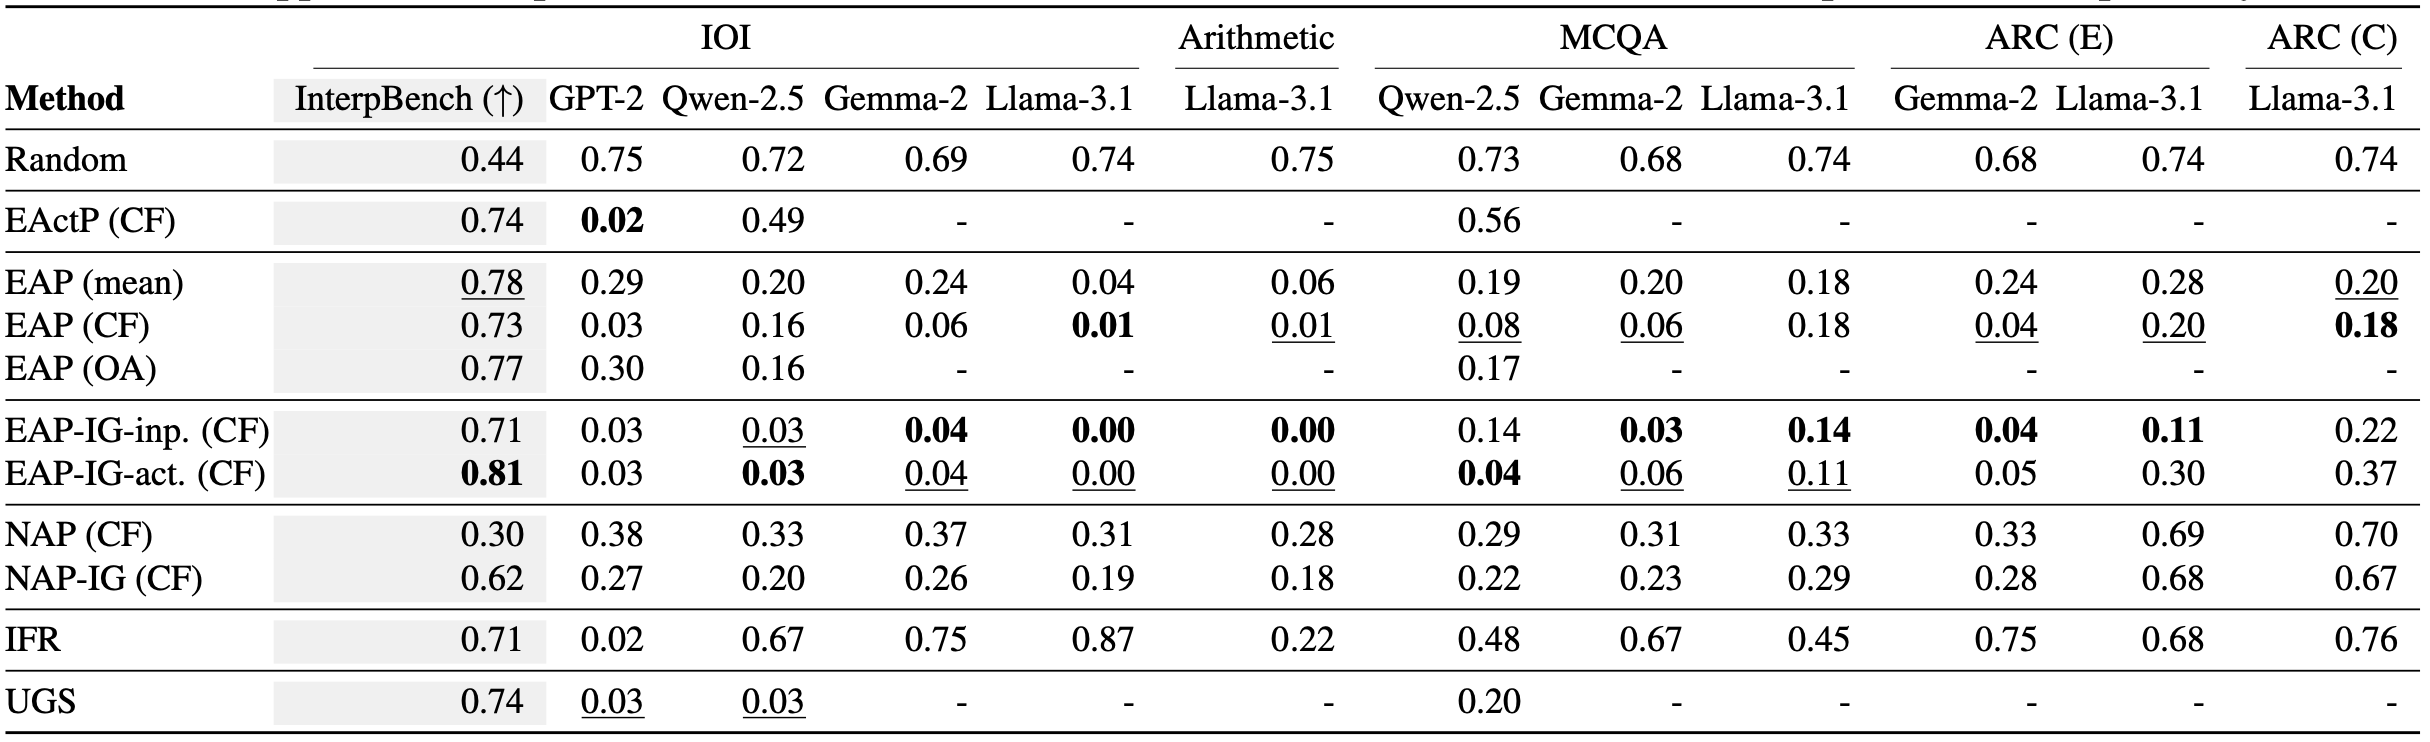 IOI Arithmetic MCQA ARC (E) ARC (C)
Method InterpBench (↑) GPT-2 Qwen-2.5 Gemma-2 Llama-3.1 Llama-3.1 Qwen-2.5 Gemma-2 Llama-3.1 Gemma-2 Llama-3.1 Llama-3.1
Random 0.44 0.75 0.72 0.69 0.74 0.75 0.73 0.68 0.74 0.68 0.74 0.74
EActP (CF) 0.74 0.02 0.49 - - - 0.56 - - - - -
EAP (mean) 0.78 0.29 0.20 0.24 0.04 0.06 0.19 0.20 0.18 0.24 0.28 0.20
EAP (CF) 0.73 0.03 0.16 0.06 0.01 0.01 0.08 0.06 0.18 0.04 0.20 0.18
EAP (OA) 0.77 0.30 0.16 - - - 0.17 - - - - -
EAP-IG-inp. (CF) 0.71 0.03 0.03 0.04 0.00 0.00 0.14 0.03 0.14 0.04 0.11 0.22
EAP-IG-act. (CF) 0.81 0.03 0.03 0.04 0.00 0.00 0.04 0.06 0.11 0.05 0.30 0.37
NAP (CF) 0.30 0.38 0.33 0.37 0.31 0.28 0.29 0.31 0.33 0.33 0.69 0.70
NAP-IG (CF) 0.62 0.27 0.20 0.26 0.19 0.18 0.22 0.23 0.29 0.28 0.68 0.67
IFR 0.71 0.02 0.67 0.75 0.87 0.22 0.48 0.67 0.45 0.75 0.68 0.76
UGS 0.74 0.03 0.03 - - - 0.20 - - - - -